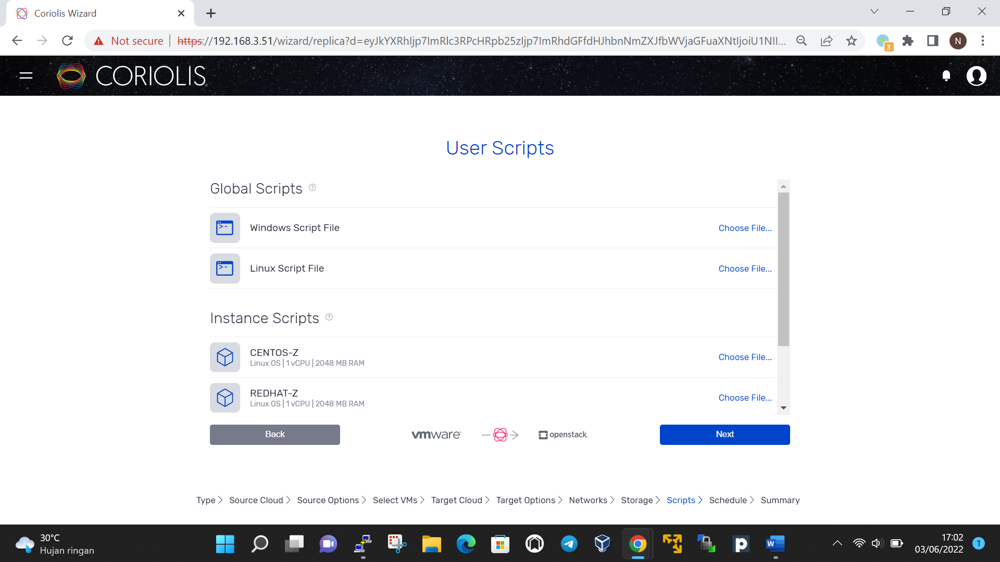 Coriolis Wizard
Not secure | https://192.168.3.51/wizard/replica?d=eyJkYXRhIjp7ImRlc3RPcHRpb25zIjp7ImRhdGFfdHJhbnNmZXJfbWVjaGFuaXNtIjoiU1NII...
3
N
CORIOLIS
User Scripts
Global Scripts ?
Windows Script File Choose File...
Linux Script File Choose File...
Instance Scripts ?
CENTOS-Z
Linux OS | 1 vCPU | 2048 MB RAM
Choose File...
REDHAT-Z
Linux OS | 1 vCPU | 2048 MB RAM
Choose File...
Back vmware openstack. Next
Type > Source Cloud > Source Options > Select VMs > Target Cloud > Target Options > Networks > Storage > Scripts > Schedule > Summary
30°C
Hujan ringan
17:02
03/06/2022
1